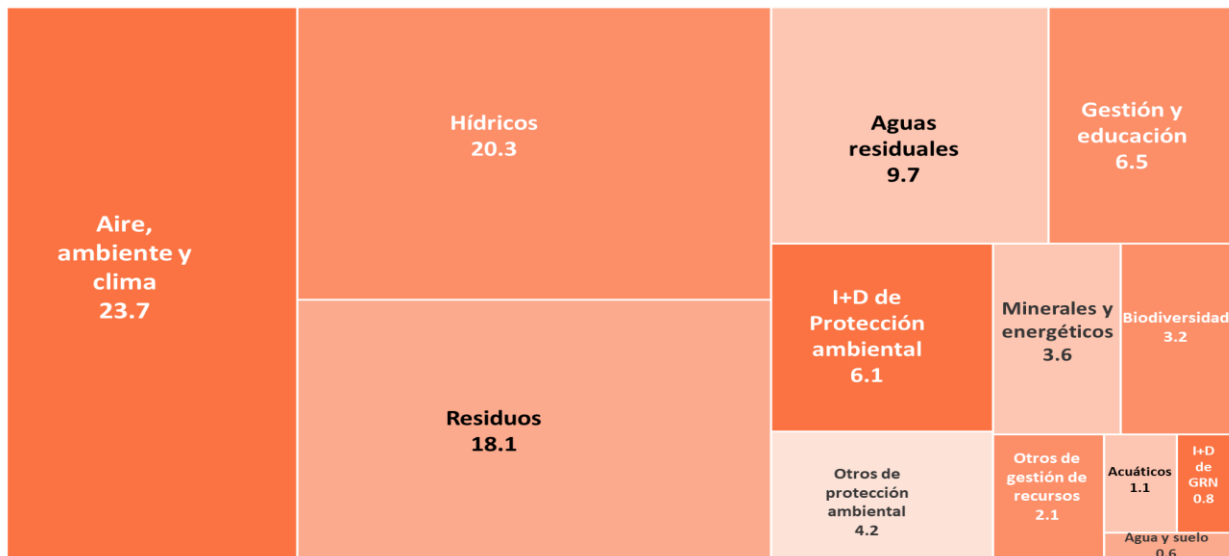 Aire,
ambiente y
clima
23.7
Hídricos
20.3
Residuos
18.1
Aguas
residuales
9.7
Gestión y
educación
6.5
I+D de
Protección
ambiental
6.1
Minerales y
energéticos
3.6
Biodiversidad
3.2
Otros de
protección
ambiental
4.2
Otros de
gestión de
recursos
2.1
Acuáticos
1.1
I+D
de
GRN
0.8
Agua y suelo
0.6